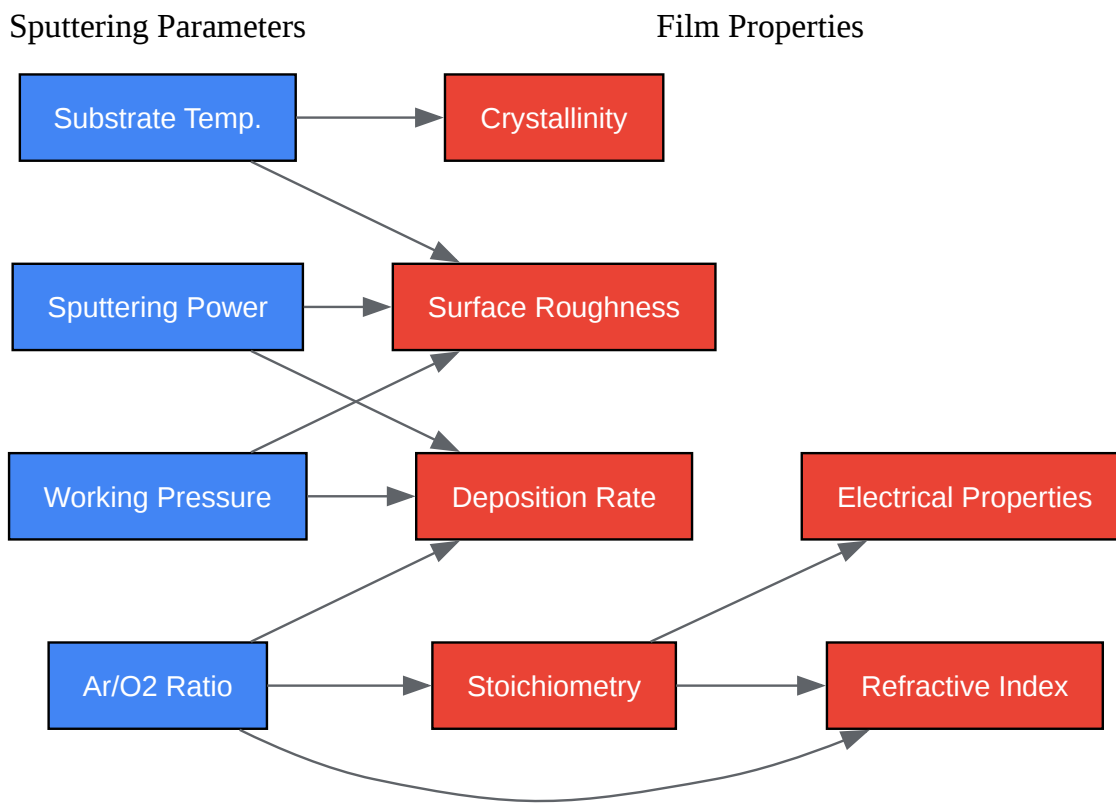 Sputtering Parameters
Film Properties
Substrate Temp.
Crystallinity
Sputtering Power
Surface Roughness
Working Pressure
Deposition Rate
Electrical Properties
Ar/O2 Ratio
Stoichiometry
Refractive Index